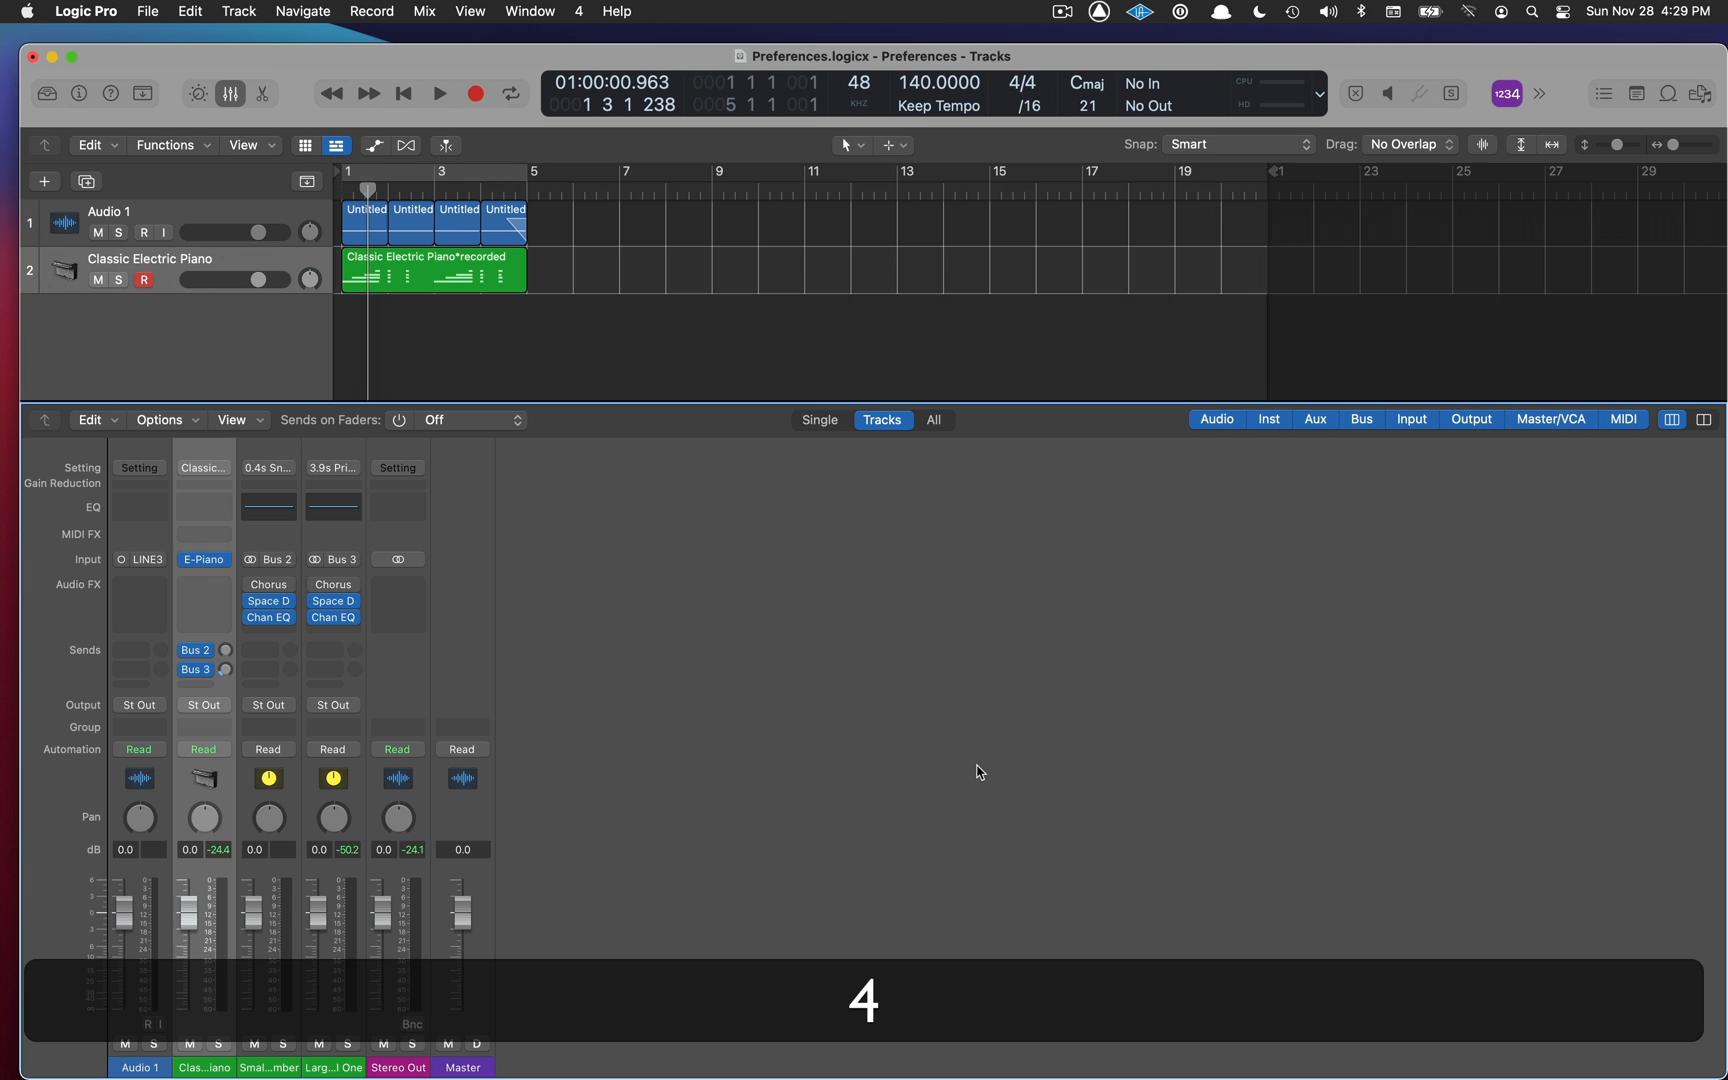 Logic Pro File Edit Track Navigate Record Mix View Window 4 Help Sun Nov 28 4:29 PM
Preferences.logicx - Preferences - Tracks
01:00:00.963 0001 1 1 001 48 140.0000 4/4 Cmaj No In CPU
0001 3 1 238 0005 1 1 001 KHZ Keep Tempo /16 21 No Out HD
1234
Edit Functions View Snap: Smart Drag: No Overlap
1 3 5 7 9 11 13 15 17 19 21 23 25 27 29
1 Audio 1 Untitled Untitled Untitled Untitled
M S R I
2 Classic Electric Piano Classic Electric Piano*recorded
M S R
Edit Options View Sends on Faders: Off Single Tracks All Audio Inst Aux Bus Input Output Master/VCA MIDI
Setting Setting Classic... 0.4s Sn... 3.9s Pri... Setting
Gain Reduction
EQ
MIDI FX
Input LINE3 E-Piano Bus 2 Bus 3
Audio FX Chorus Chorus
Space D Space D
Chan EQ Chan EQ
Sends Bus 2
Bus 3
Output St Out St Out St Out St Out
Group
Automation Read Read Read Read Read Read
Pan
dB 0.0 0.0 -24.4 0.0 0.0 -50.2 0.0 -24.1 0.0
4
R I Bnc
M S M S M S M S M S M D
Audio 1 Clas...iano Smal...mber Larg...l One Stereo Out Master